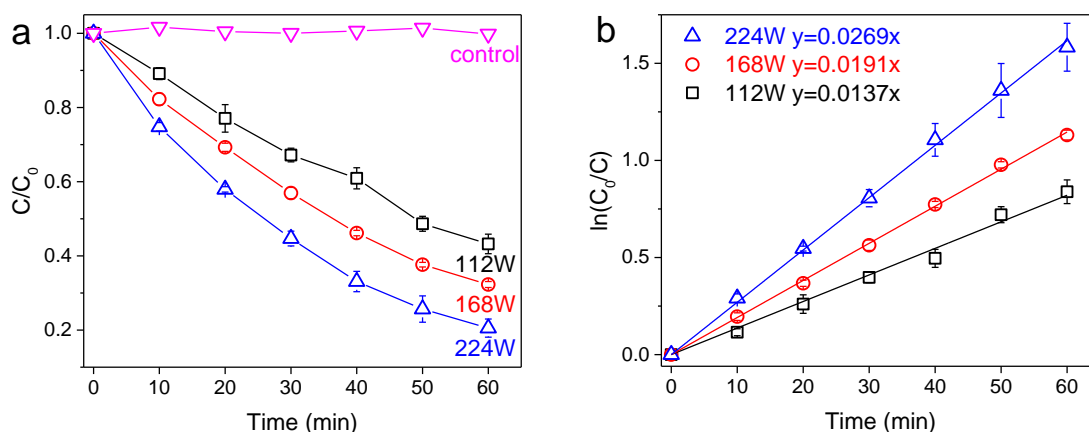 a
1.0
0.8
0.6
0.4
0.2
C/C0
control
112W
168W
224W
0 10 20 30 40 50 60
Time (min)
b
224W y=0.0269x
168W y=0.0191x
112W y=0.0137x
1.5
1.0
0.5
0.0
ln(C0/C)
0 10 20 30 40 50 60
Time (min)